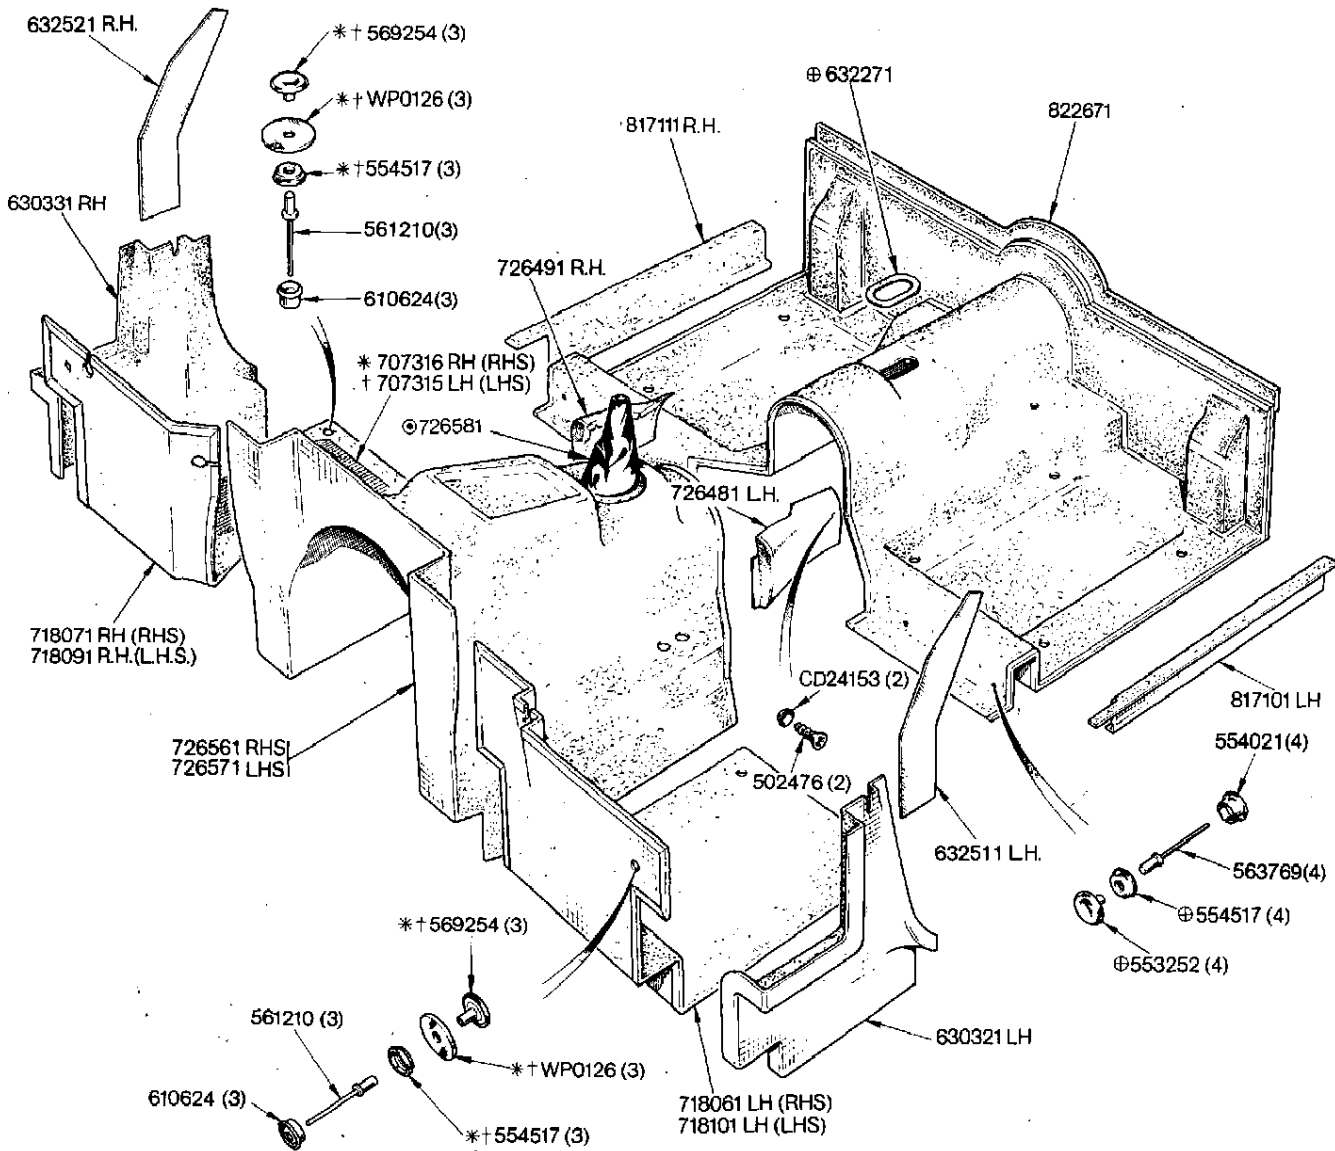 632521 R.H.
✳† 569254 (3)
⊕ 632271
✳† WP0126 (3)
817111 R.H.
822671
✳†554517 (3)
630331 RH
561210(3)
726491 R.H.
610624(3)
✳ 707316 RH (RHS)
† 707315 LH (LHS)
⦿726581
726481 L.H.
718071 RH (RHS)
718091 R.H.(L.H.S.)
CD24153 (2)
817101 LH
726561 RHS
726571 LHS
554021(4)
502476 (2)
632511 L.H.
563769(4)
⊕554517 (4)
✳†569254 (3)
⊕553252 (4)
561210 (3)
630321 LH
✳†WP0126 (3)
610624 (3)
718061 LH (RHS)
718101 LH (LHS)
✳†554517 (3)